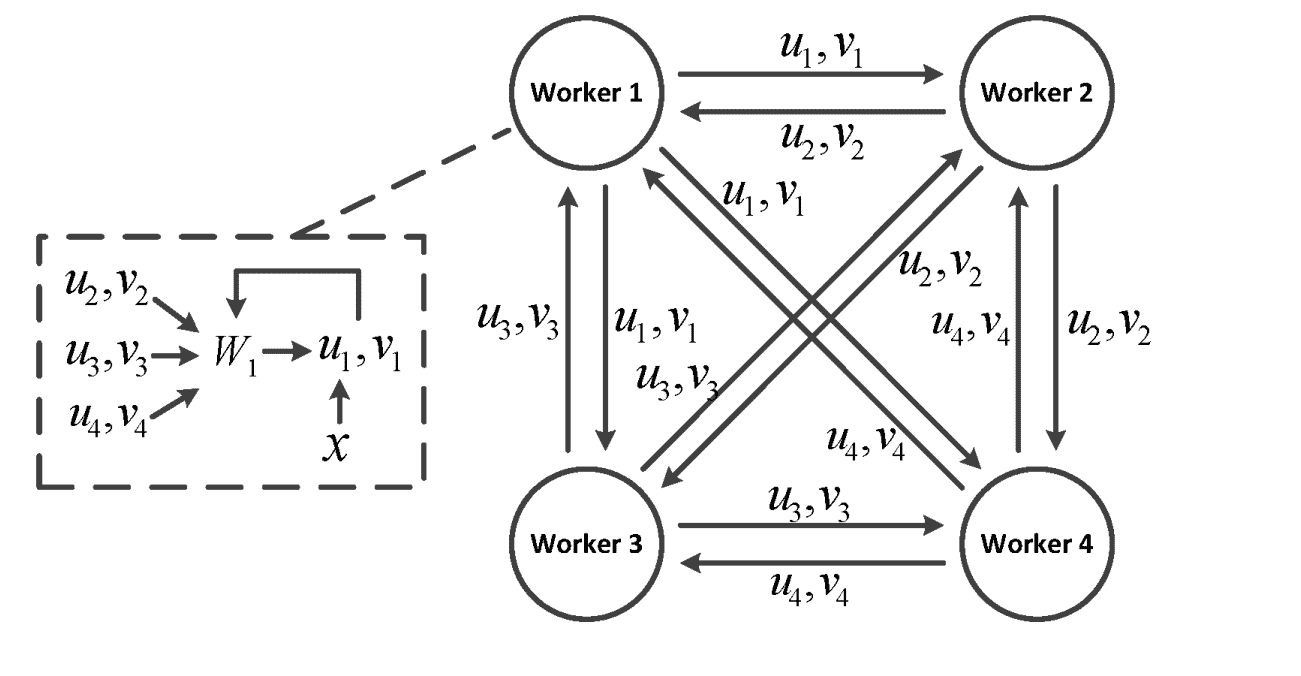 u₁,v₁
Worker 1
Worker 2
u₂,v₂
u₁,v₁
u₂,v₂
u₂,v₂
u₃,v₃
W₁
u₁,v₁
u₄,v₄
x
u₃,v₃
u₁,v₁
u₃,v₃
u₄,v₄
u₂,v₂
u₄,v₄
u₃,v₃
Worker 3
Worker 4
u₄,v₄